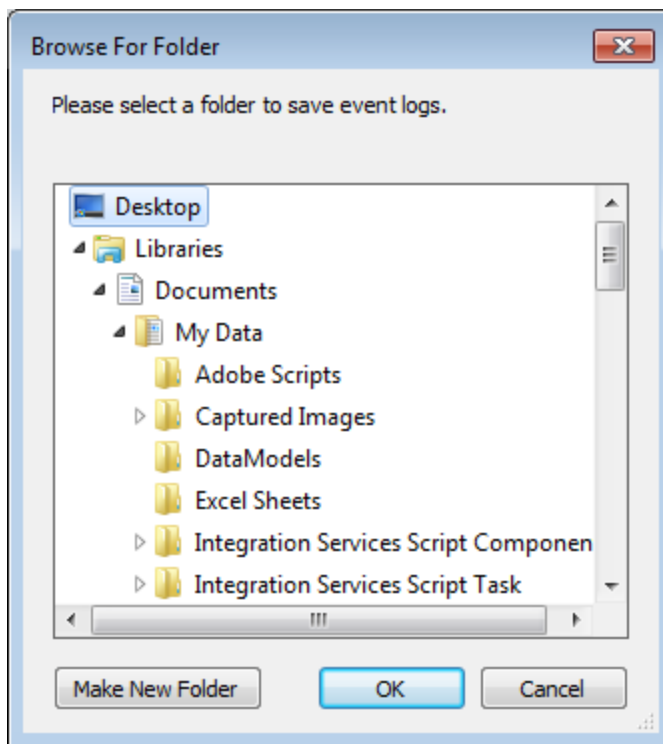 Browse For Folder
Please select a folder to save event logs.
Desktop
Libraries
Documents
My Data
Adobe Scripts
Captured Images
DataModels
Excel Sheets
Integration Services Script Componen
Integration Services Script Task
Make New Folder OK Cancel